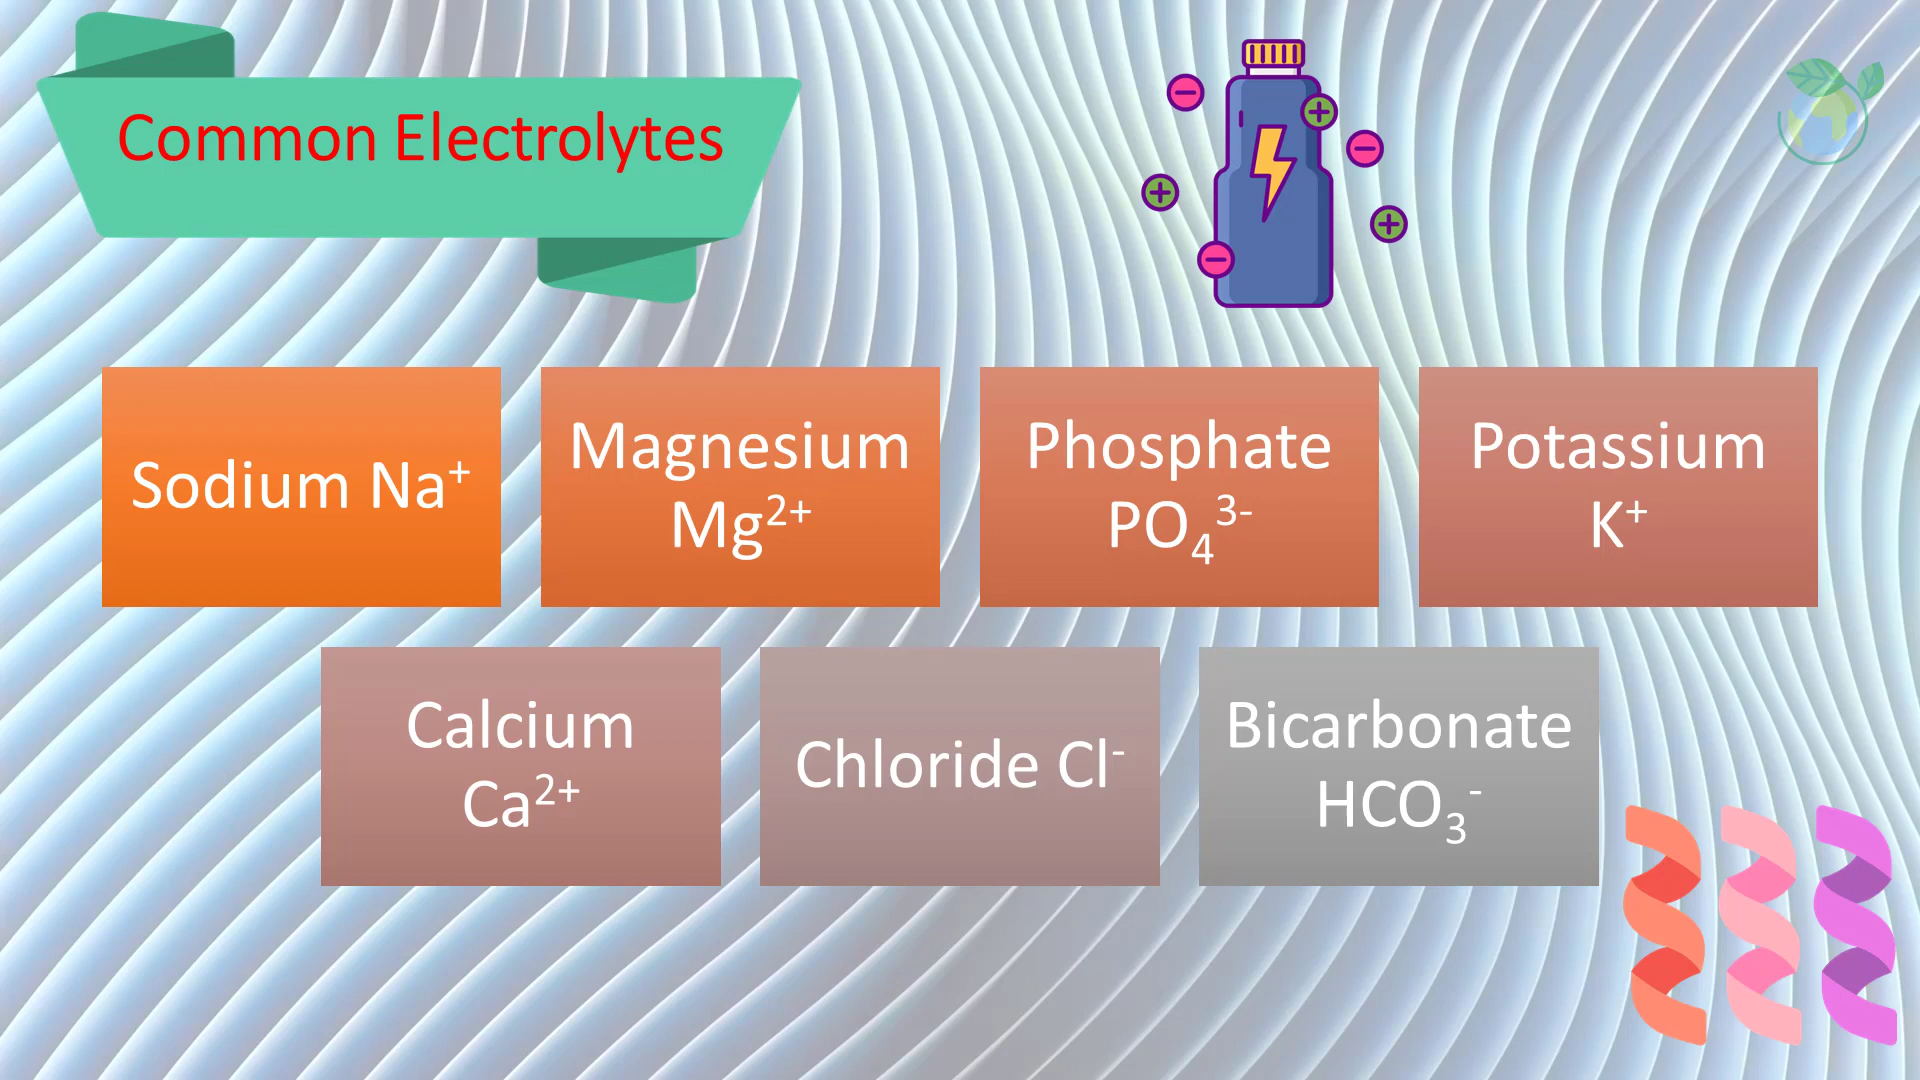 Common Electrolytes
Sodium Na⁺
Magnesium
Mg²⁺
Phosphate
PO₄³⁻
Potassium
K⁺
Calcium
Ca²⁺
Chloride Cl⁻
Bicarbonate
HCO₃⁻